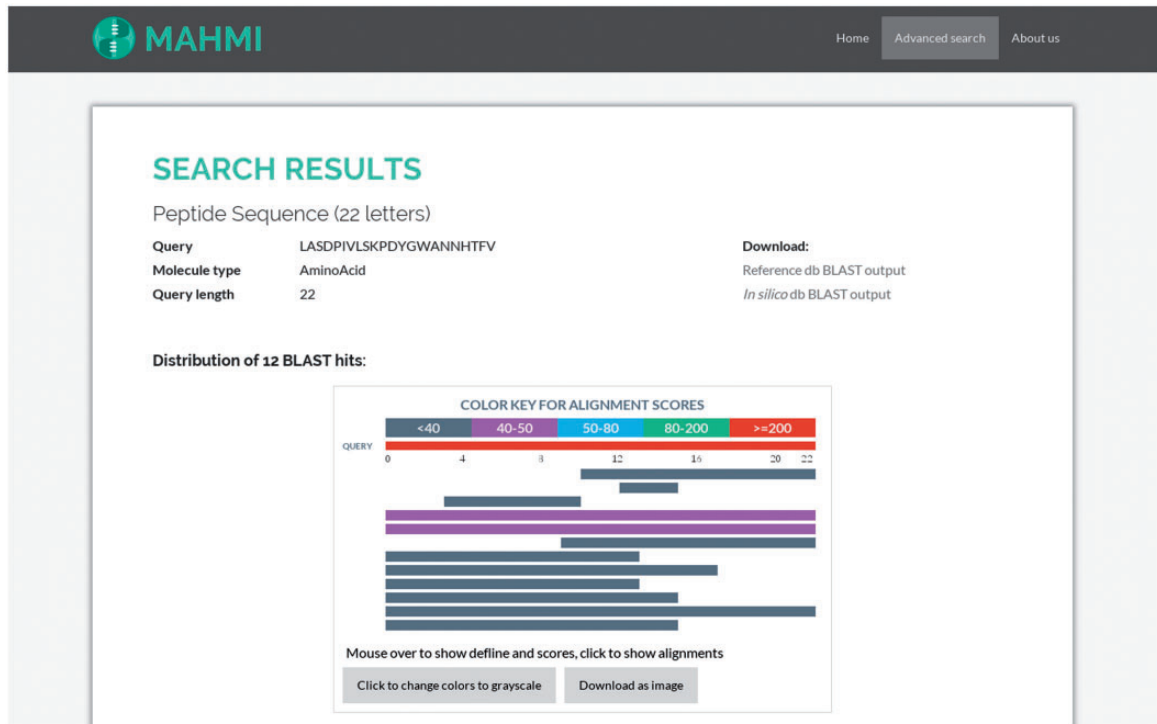 MAHMI
Home Advanced search About us
SEARCH RESULTS
Peptide Sequence (22 letters)
Query LASDPIVLSKPDYGWANNHTFV Download:
Molecule type AminoAcid Reference db BLAST output
Query length 22 In silico db BLAST output
Distribution of 12 BLAST hits:
COLOR KEY FOR ALIGNMENT SCORES
<40 40-50 50-80 80-200 >=200
QUERY
0 4 8 12 16 20 22
Mouse over to show defline and scores, click to show alignments
Click to change colors to grayscale Download as image